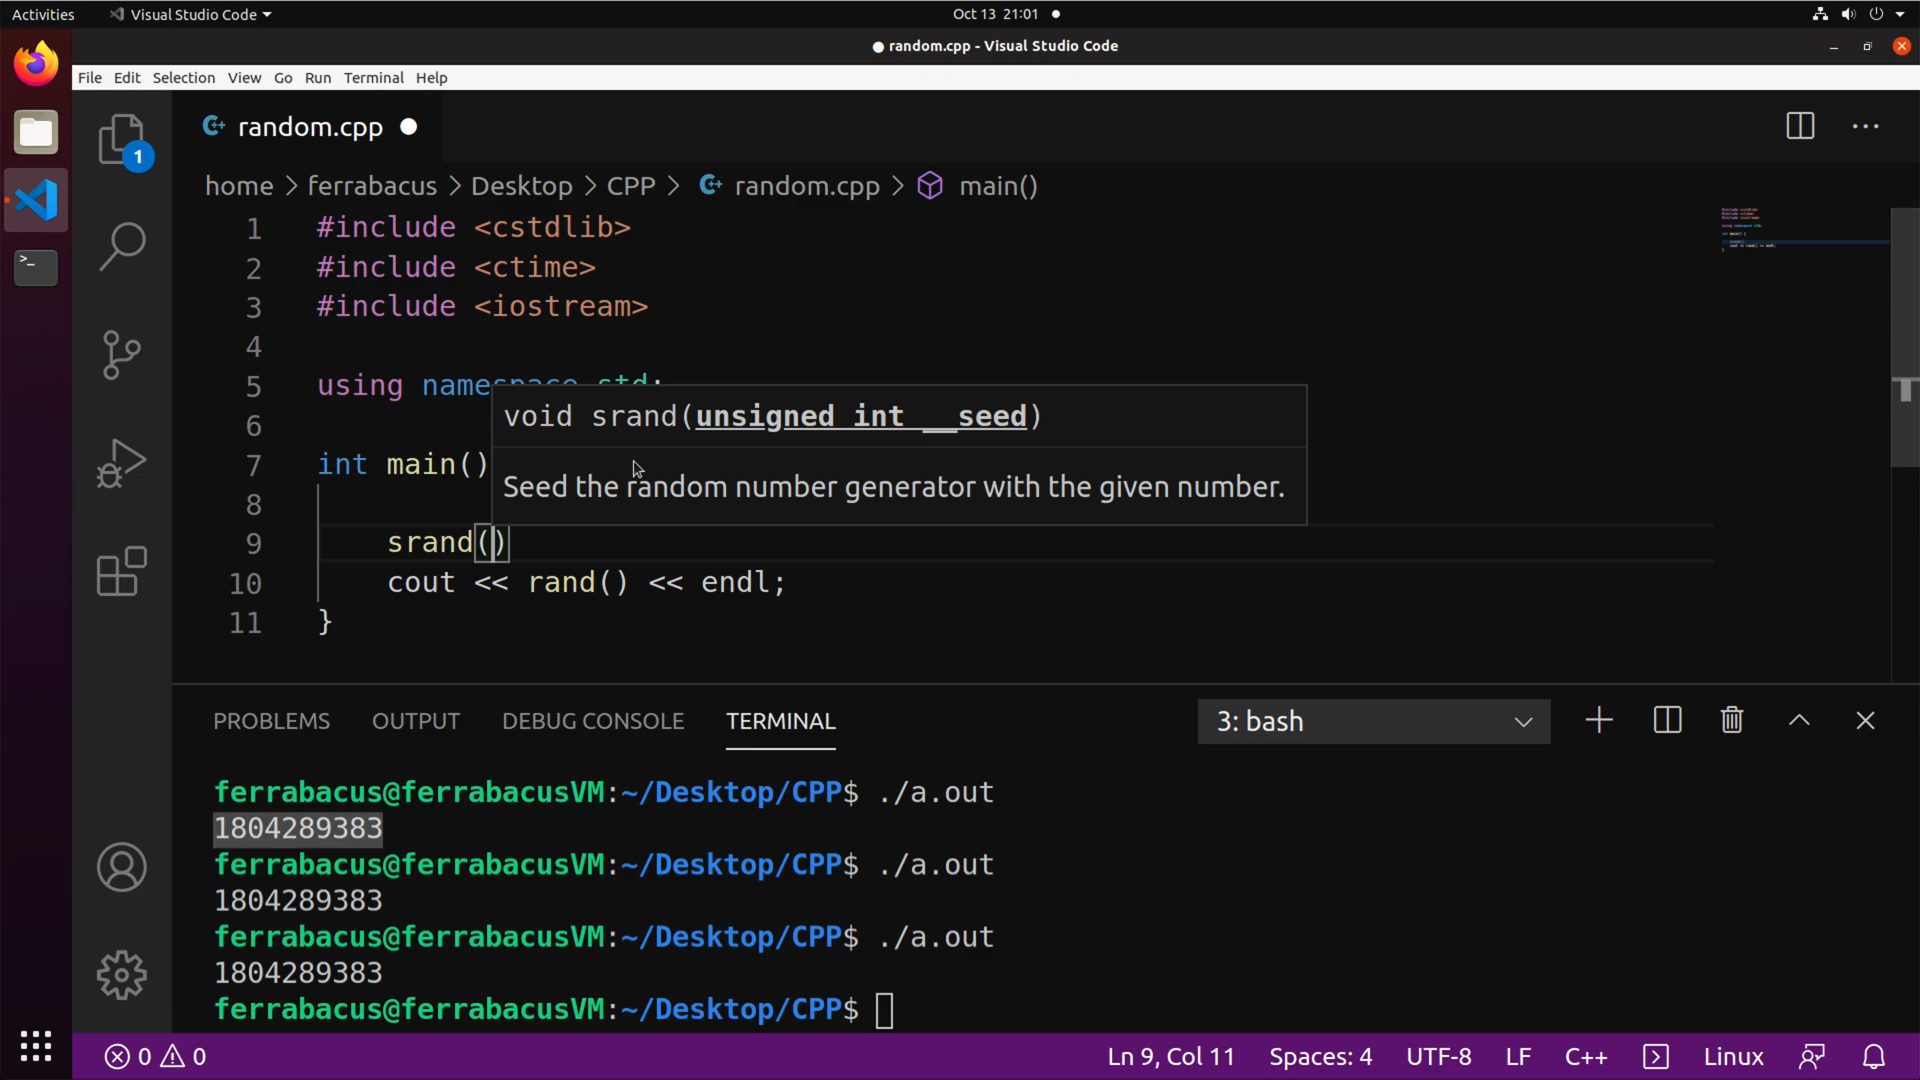 Activities Visual Studio Code Oct 13 21:01
random.cpp - Visual Studio Code
File Edit Selection View Go Run Terminal Help
random.cpp
1
home > ferrabacus > Desktop > CPP > random.cpp > main()
1 #include <cstdlib>
2 #include <ctime>
3 #include <iostream>
4
5 using namespace std;
void srand(unsigned int __seed)
6
7 int main()
Seed the random number generator with the given number.
8
9 srand()
10 cout << rand() << endl;
11 }
PROBLEMS OUTPUT DEBUG CONSOLE TERMINAL 3: bash
ferrabacus@ferrabacusVM:~/Desktop/CPP$ ./a.out
1804289383
ferrabacus@ferrabacusVM:~/Desktop/CPP$ ./a.out
1804289383
ferrabacus@ferrabacusVM:~/Desktop/CPP$ ./a.out
1804289383
ferrabacus@ferrabacusVM:~/Desktop/CPP$
0 0 Ln 9, Col 11 Spaces: 4 UTF-8 LF C++ Linux